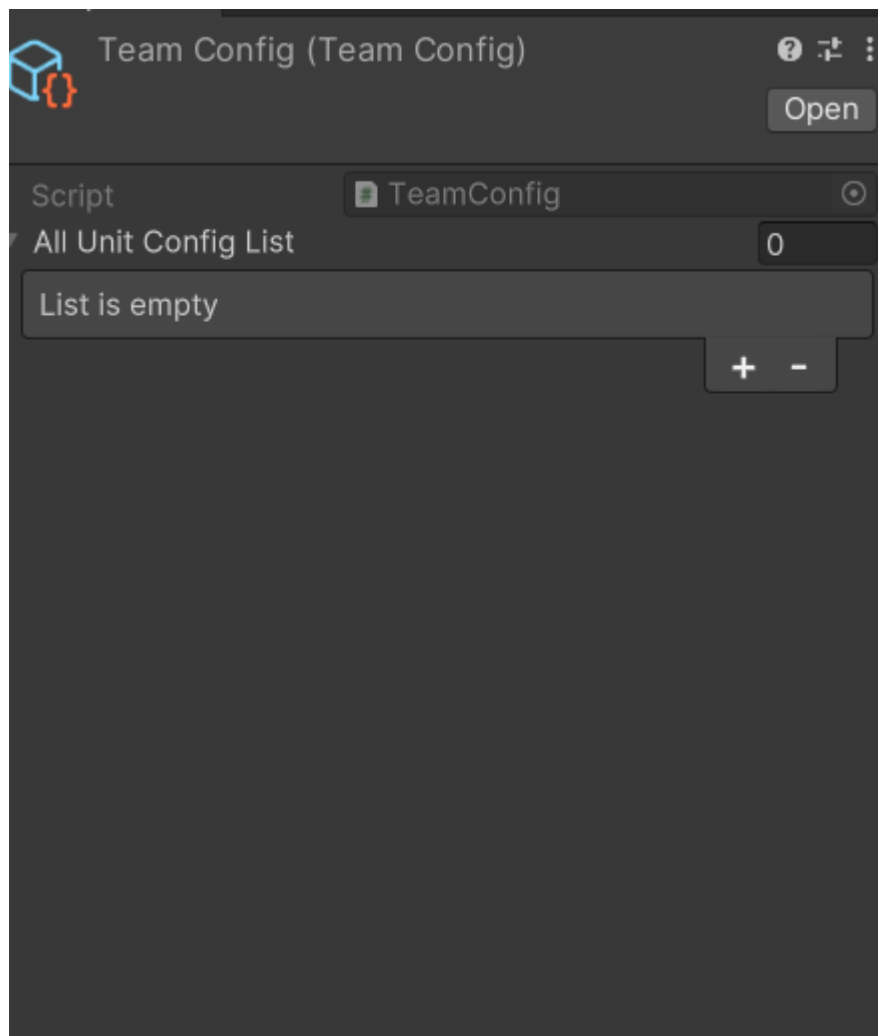 Team Config (Team Config)
Open
Script TeamConfig
All Unit Config List 0
List is empty
+ -